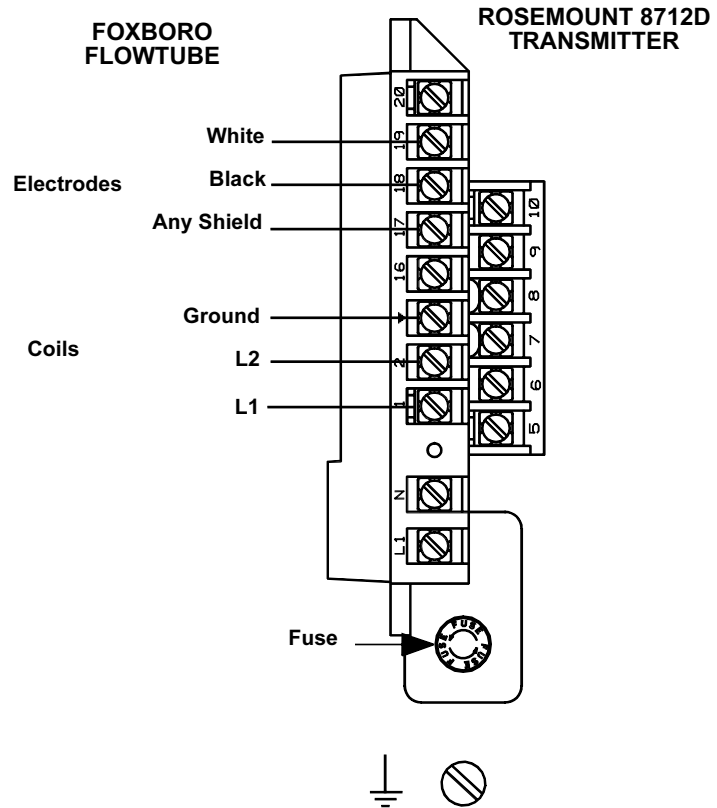 FOXBORO
FLOWTUBE
ROSEMOUNT 8712D
TRANSMITTER
20
White
19
Electrodes
Black
18
10
Any Shield
17
9
16
8
Ground
7
Coils
L2
2
6
L1
1
5
N
L1
Fuse
FUSE
FUSE
FUSE